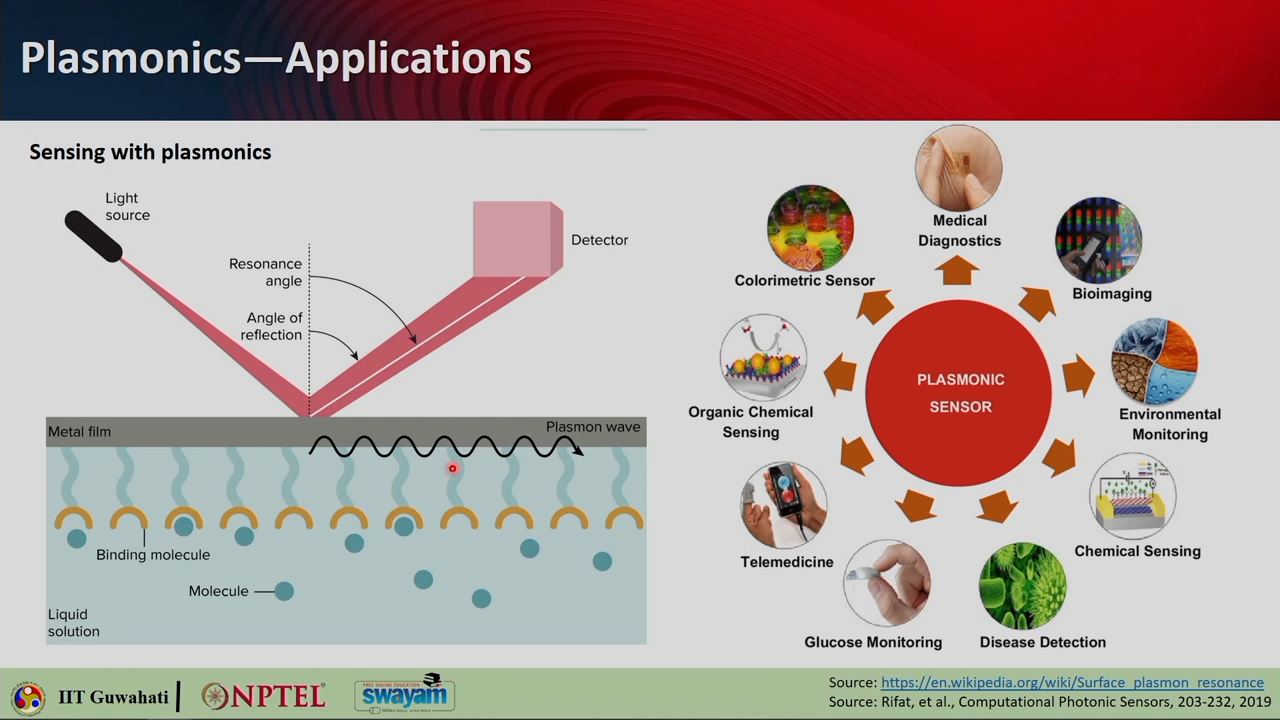 Plasmonics—Applications
Sensing with plasmonics
Light
source
Detector
Resonance
angle
Angle of
reflection
Metal film
Plasmon wave
Binding molecule
Molecule
Liquid
solution
Medical
Diagnostics
Colorimetric Sensor
Bioimaging
Organic Chemical
Sensing
PLASMONIC
SENSOR
Environmental
Monitoring
Telemedicine
Chemical Sensing
Glucose Monitoring
Disease Detection
IIT Guwahati
NPTEL
FREE ONLINE EDUCATION
swayam
Source: https://en.wikipedia.org/wiki/Surface_plasmon_resonance
Source: Rifat, et al., Computational Photonic Sensors, 203-232, 2019